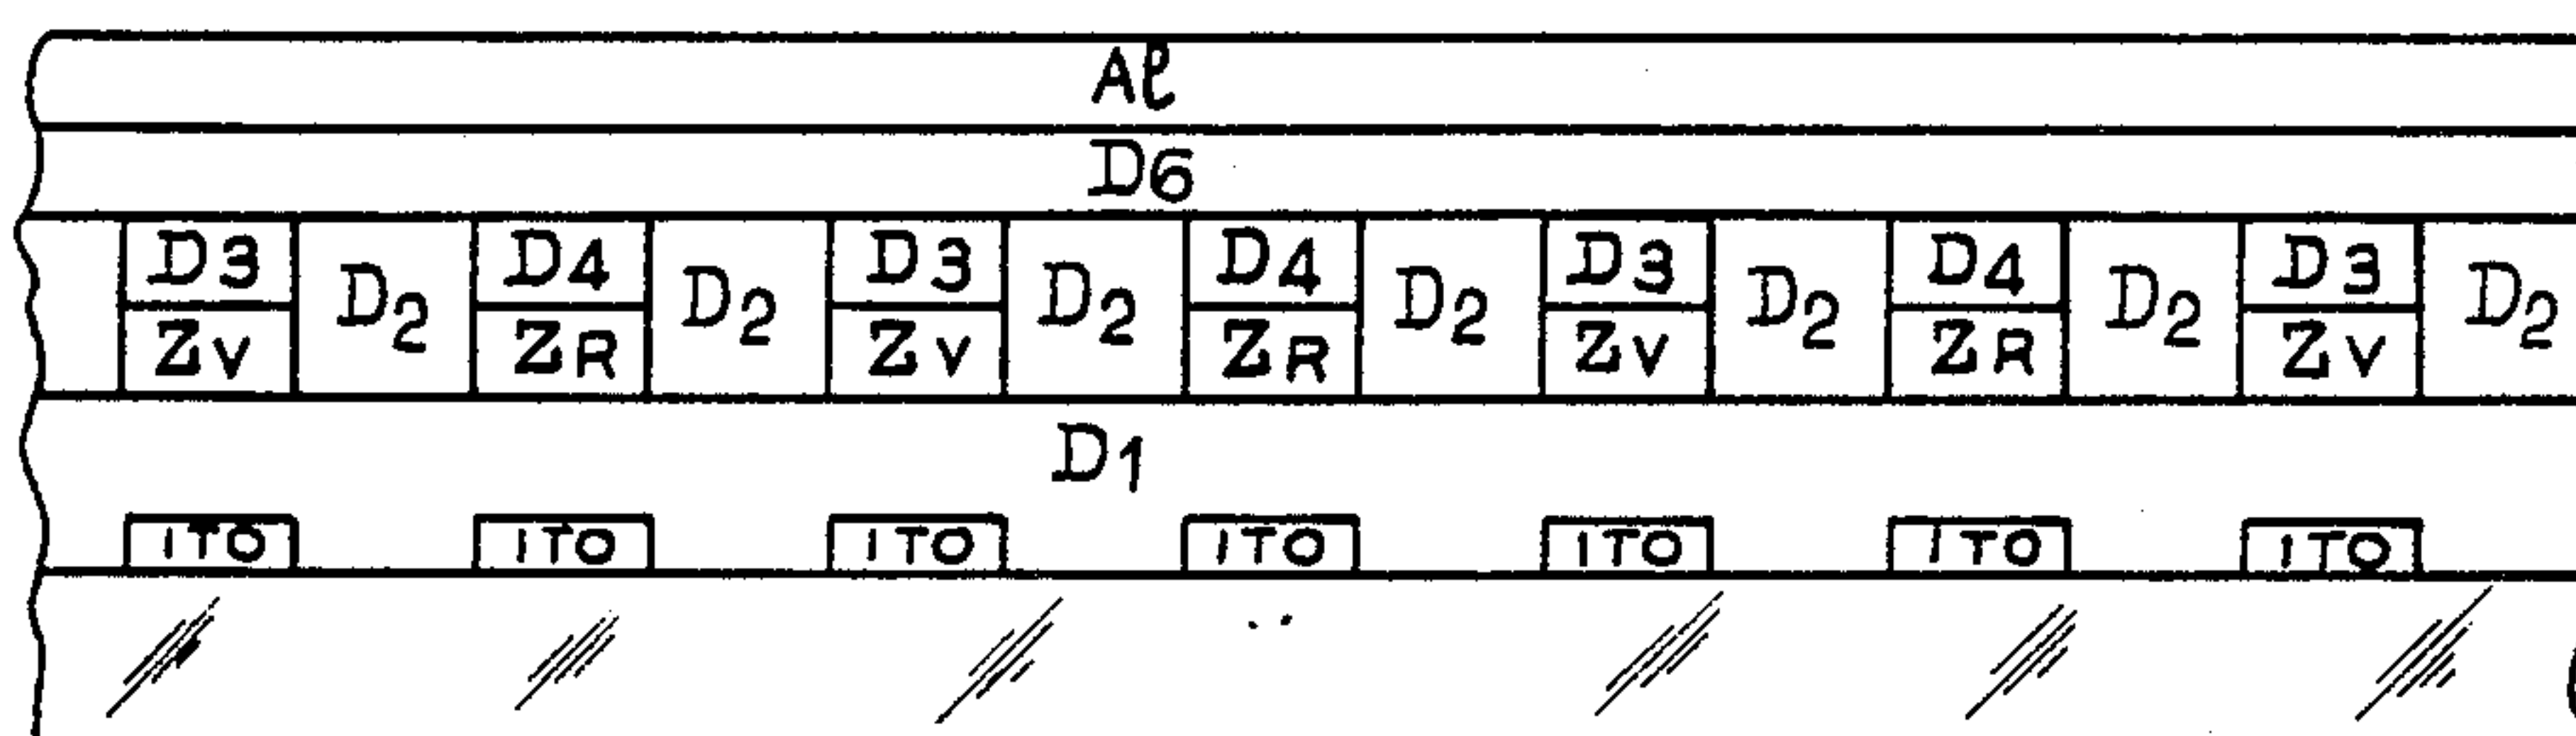 Al
D6
D3 D4 D3 D4 D3 D4 D3
D2 D2 D2 D2 D2 D2 D2
ZV ZR ZV ZR ZV ZR ZV
D1
ITO ITO ITO ITO ITO ITO ITO